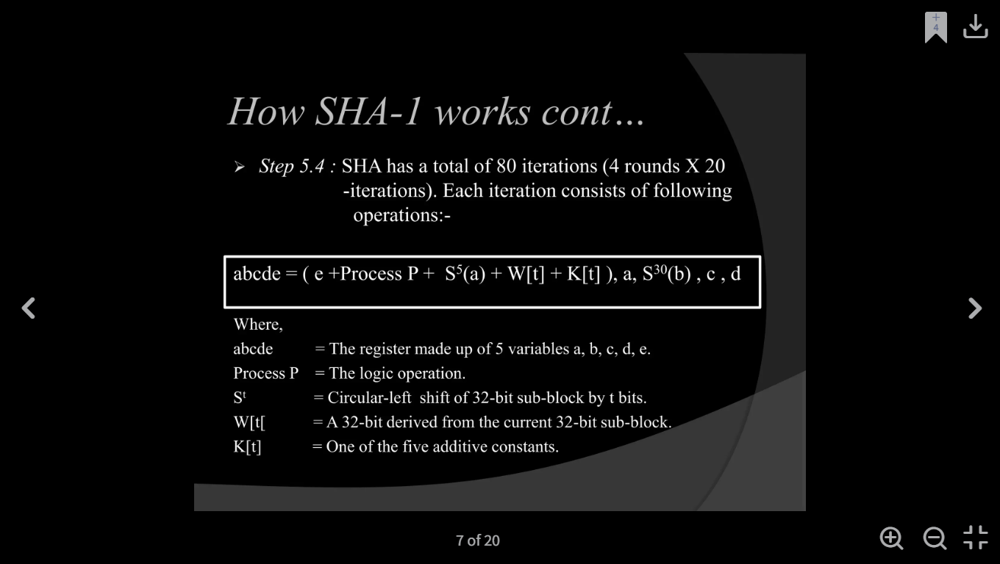 +
4
How SHA-1 works cont…
➢ Step 5.4 : SHA has a total of 80 iterations (4 rounds X 20
-iterations). Each iteration consists of following
operations:-
abcde = ( e +Process P + S⁵(a) + W[t] + K[t] ), a, S³⁰(b) , c , d
Where,
abcde = The register made up of 5 variables a, b, c, d, e.
Process P = The logic operation.
Sᵗ = Circular-left shift of 32-bit sub-block by t bits.
W[t[ = A 32-bit derived from the current 32-bit sub-block.
K[t] = One of the five additive constants.
7 of 20